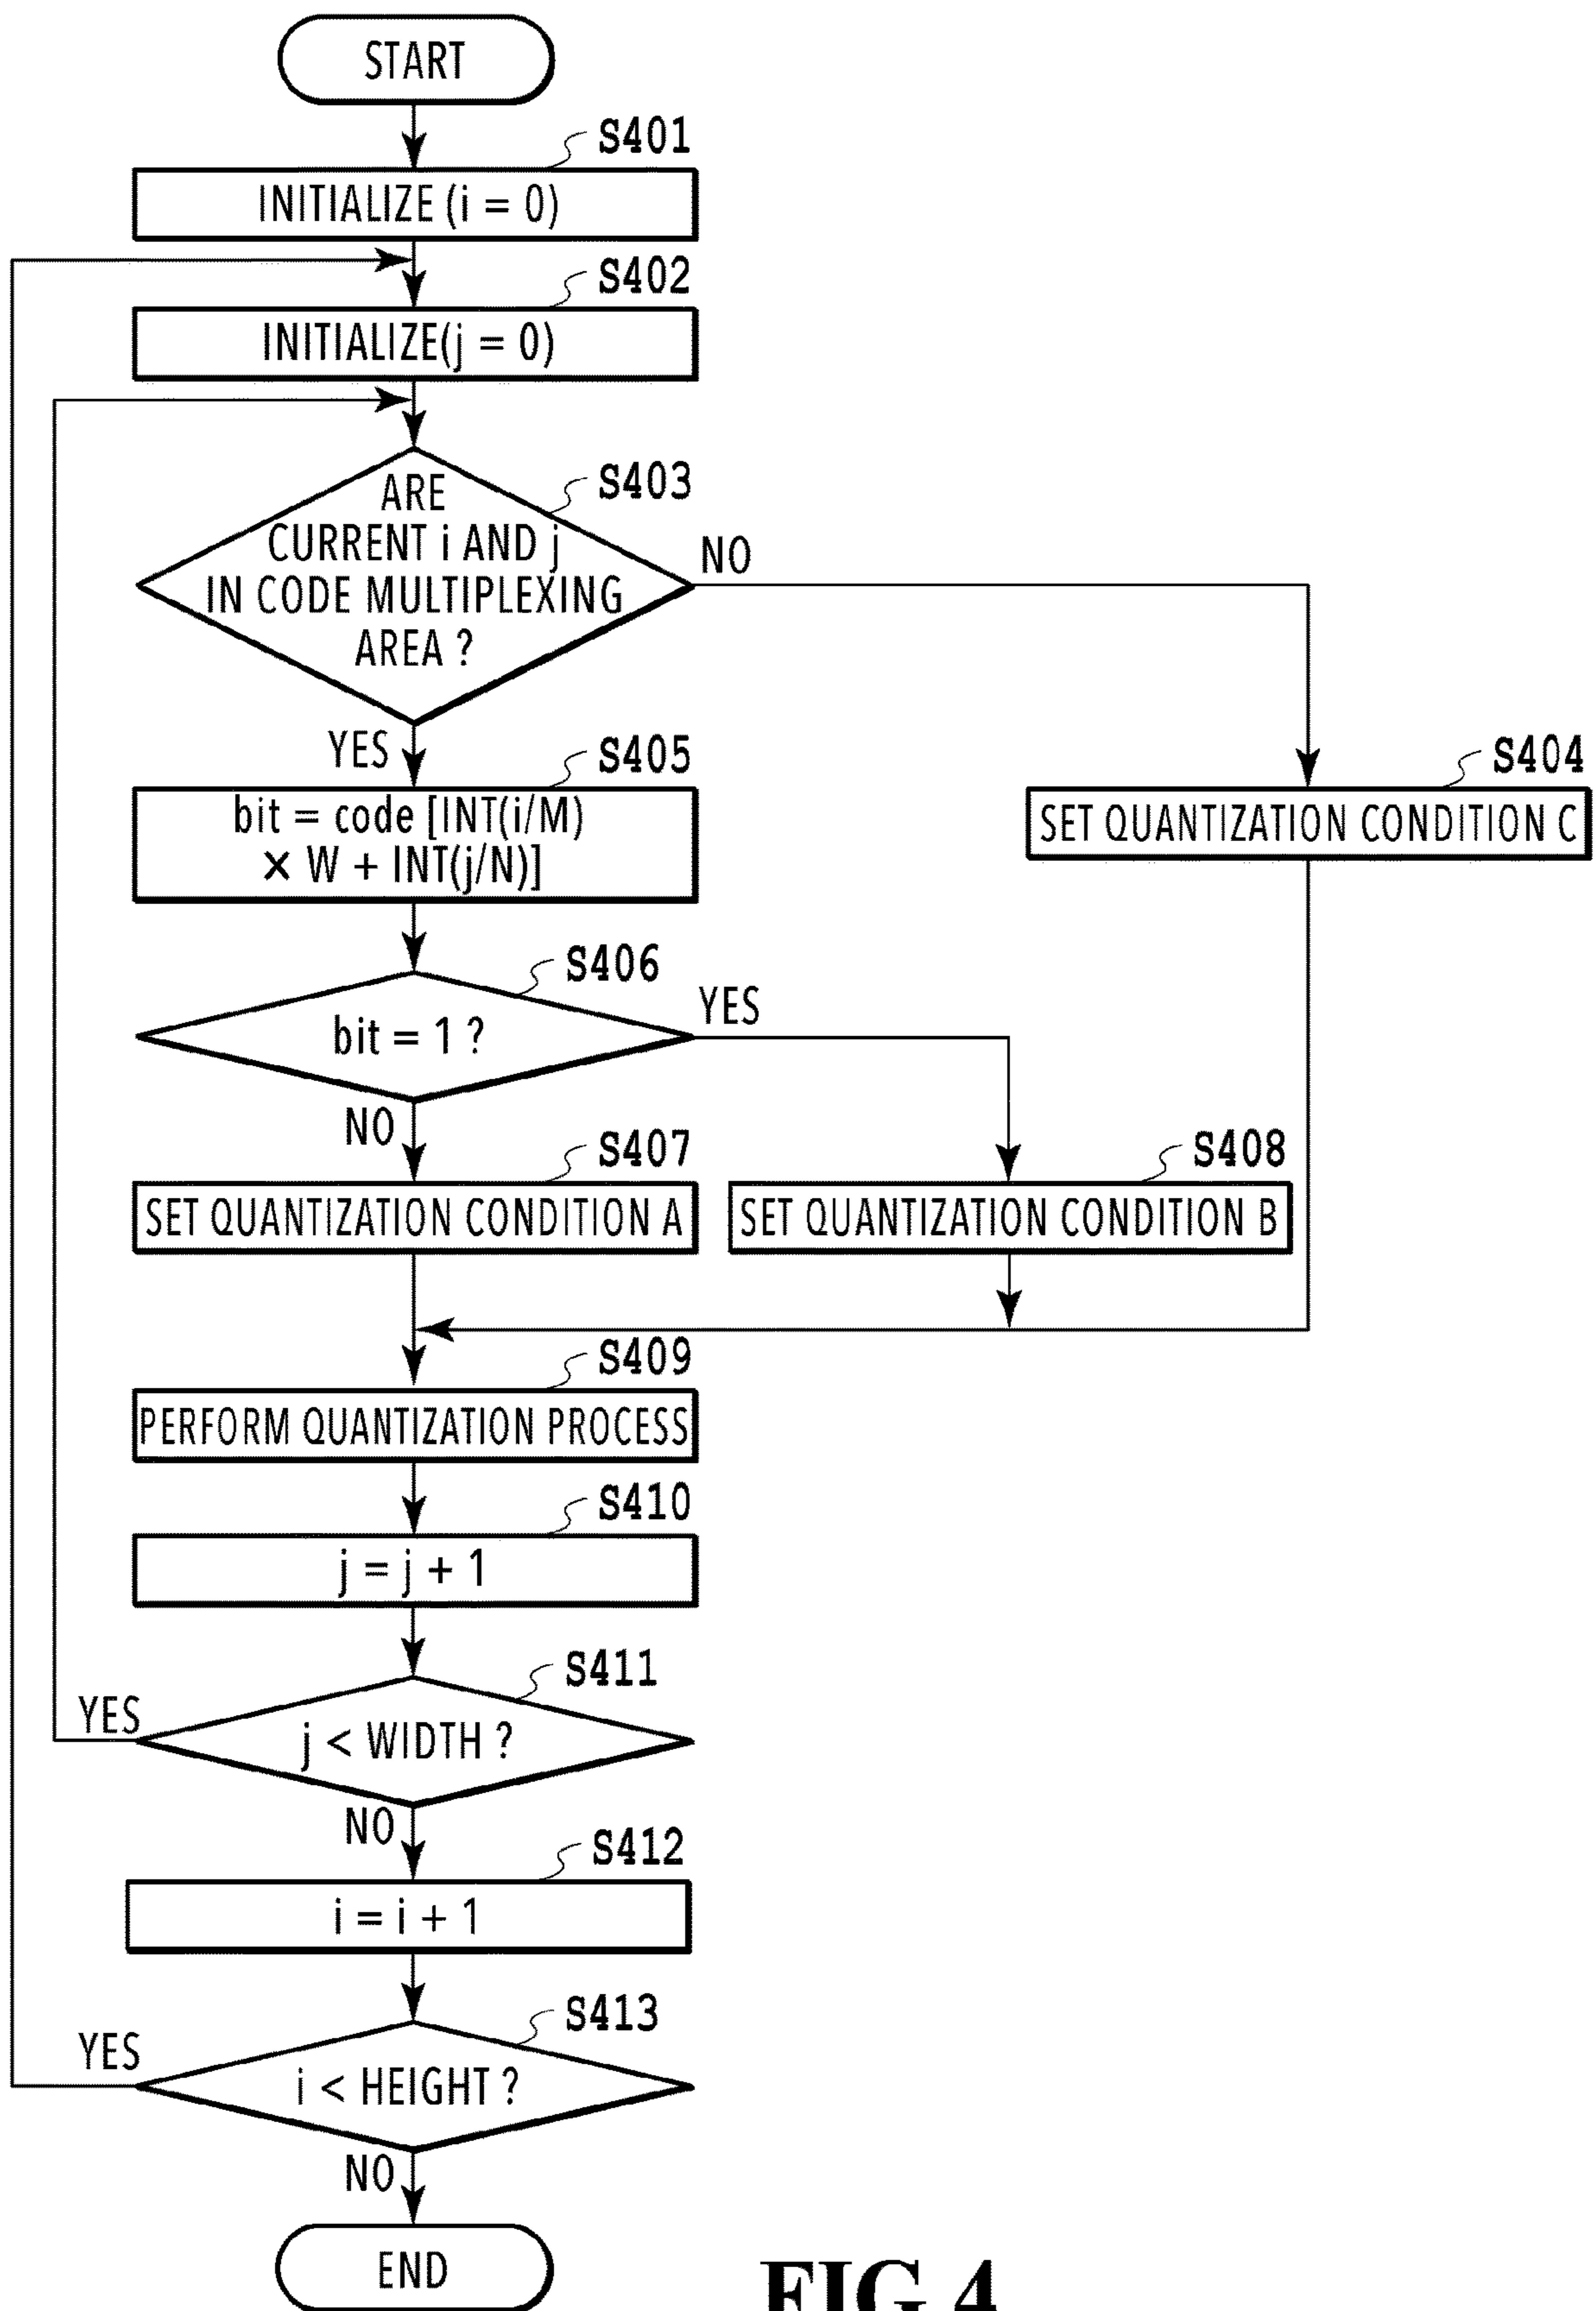 START
S401
INITIALIZE (i = 0)
S402
INITIALIZE(j = 0)
S403
ARE
CURRENT i AND j
IN CODE MULTIPLEXING
AREA ?
NO
YES
S405
bit = code [INT(i/M)
× W + INT(j/N)]
S404
SET QUANTIZATION CONDITION C
S406
bit = 1 ?
YES
NO
S407
SET QUANTIZATION CONDITION A
S408
SET QUANTIZATION CONDITION B
S409
PERFORM QUANTIZATION PROCESS
S410
j = j + 1
S411
j < WIDTH ?
YES
NO
S412
i = i + 1
S413
i < HEIGHT ?
YES
NO
END
FIG.4